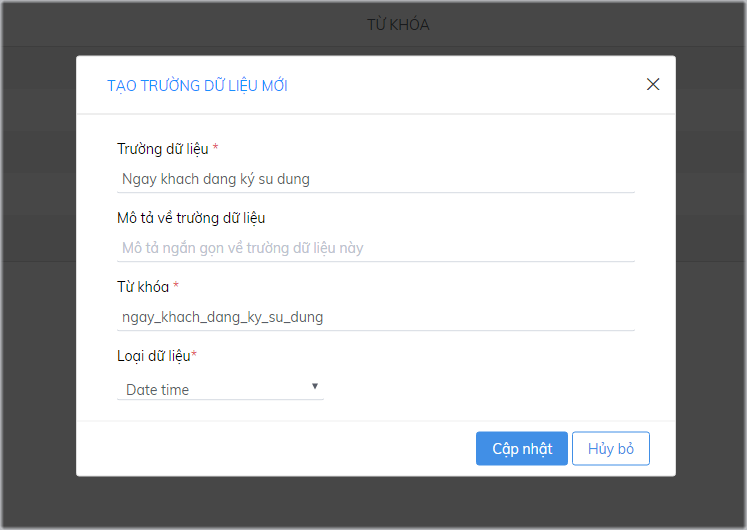 TỪ KHÓA
TẠO TRƯỜNG DỮ LIỆU MỚI
Trường dữ liệu *
Ngay khach dang ký su dung
Mô tả về trường dữ liệu
Mô tả ngắn gọn về trường dữ liệu này
Từ khóa *
ngay_khach_dang_ky_su_dung
Loại dữ liệu*
Date time
Cập nhật Hủy bỏ